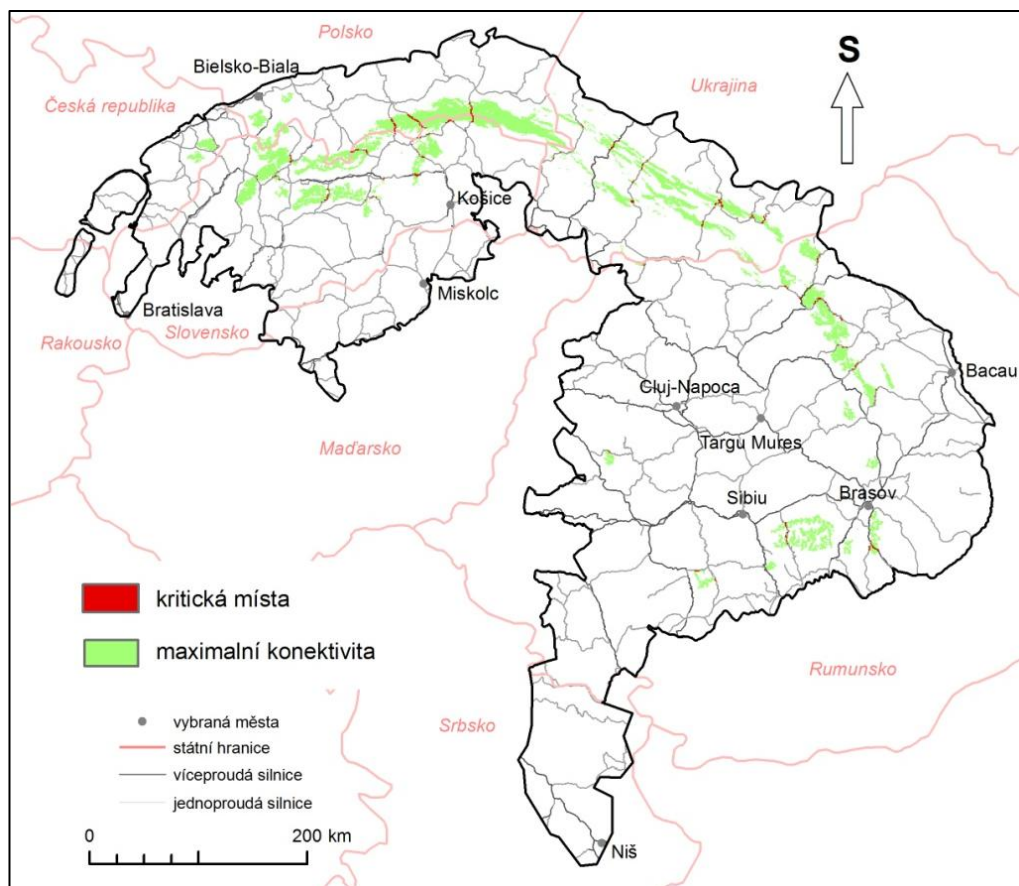 Polsko
Bielsko-Biala
S
Ukrajina
Česká republika
Košice
Miskolc
Bratislava
Slovensko
Rakousko
Bacau
Cluj-Napoca
Targu Mures
Maďarsko
Sibiu
Brasov
kritická místa
maximalní konektivita
Rumunsko
Srbsko
vybraná města
státní hranice
víceproudá silnice
jednoproudá silnice
0
200 km
Niš